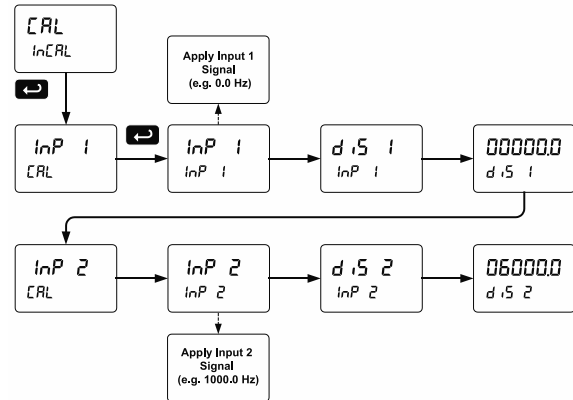 CAL
InCAL
Apply Input 1
Signal
(e.g. 0.0 Hz)
InP 1
CAL
InP 1
InP 1
diS 1
InP 1
00000.0
diS 1
InP 2
CAL
InP 2
InP 2
diS 2
InP 2
06000.0
diS 2
Apply Input 2
Signal
(e.g. 1000.0 Hz)